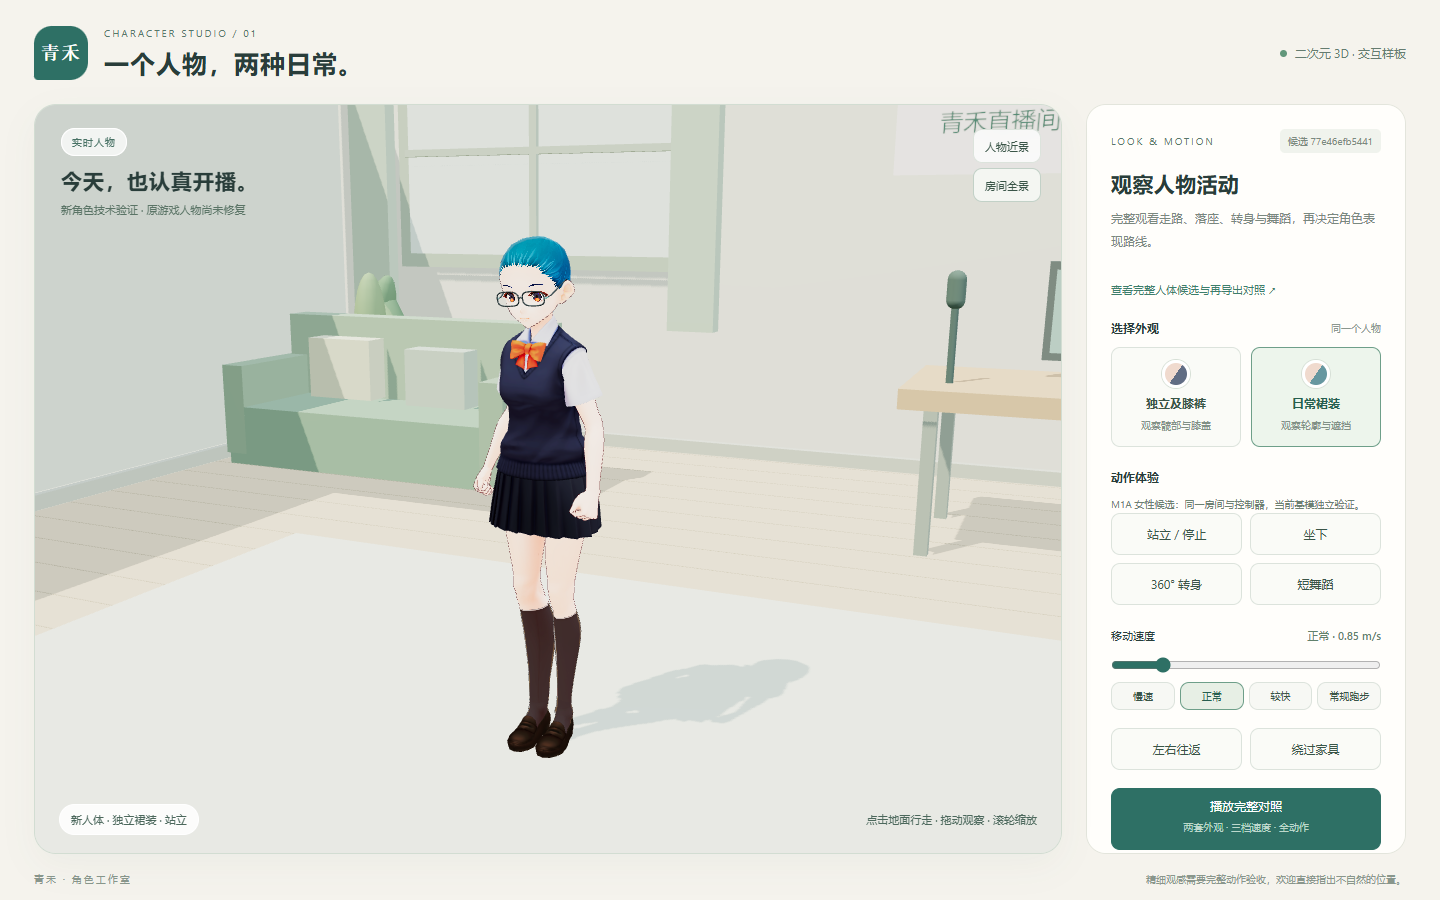 青禾
CHARACTER STUDIO / 01
一个人物，两种日常。
二次元 3D · 交互样板
实时人物
今天，也认真开播。
新角色技术验证 · 原游戏人物尚未修复
青禾直播间
人物近景
房间全景
新人体 · 独立裙装 · 站立
点击地面行走 · 拖动观察 · 滚轮缩放
LOOK & MOTION
候选 77e46efb5441
观察人物活动
完整观看走路、落座、转身与舞蹈，再决定角色表
现路线。
查看完整人体候选与再导出对照 ↗
选择外观
同一个人物
独立及膝裤
观察髋部与膝盖
日常裙装
观察轮廓与遮挡
动作体验
M1A 女性候选：同一房间与控制器，当前基模独立验证。
站立 / 停止
坐下
360° 转身
短舞蹈
移动速度
正常 · 0.85 m/s
慢速
正常
较快
常规跑步
左右往返
绕过家具
播放完整对照
两套外观 · 三档速度 · 全动作
青禾 · 角色工作室
精细观感需要完整动作验收，欢迎直接指出不自然的位置。